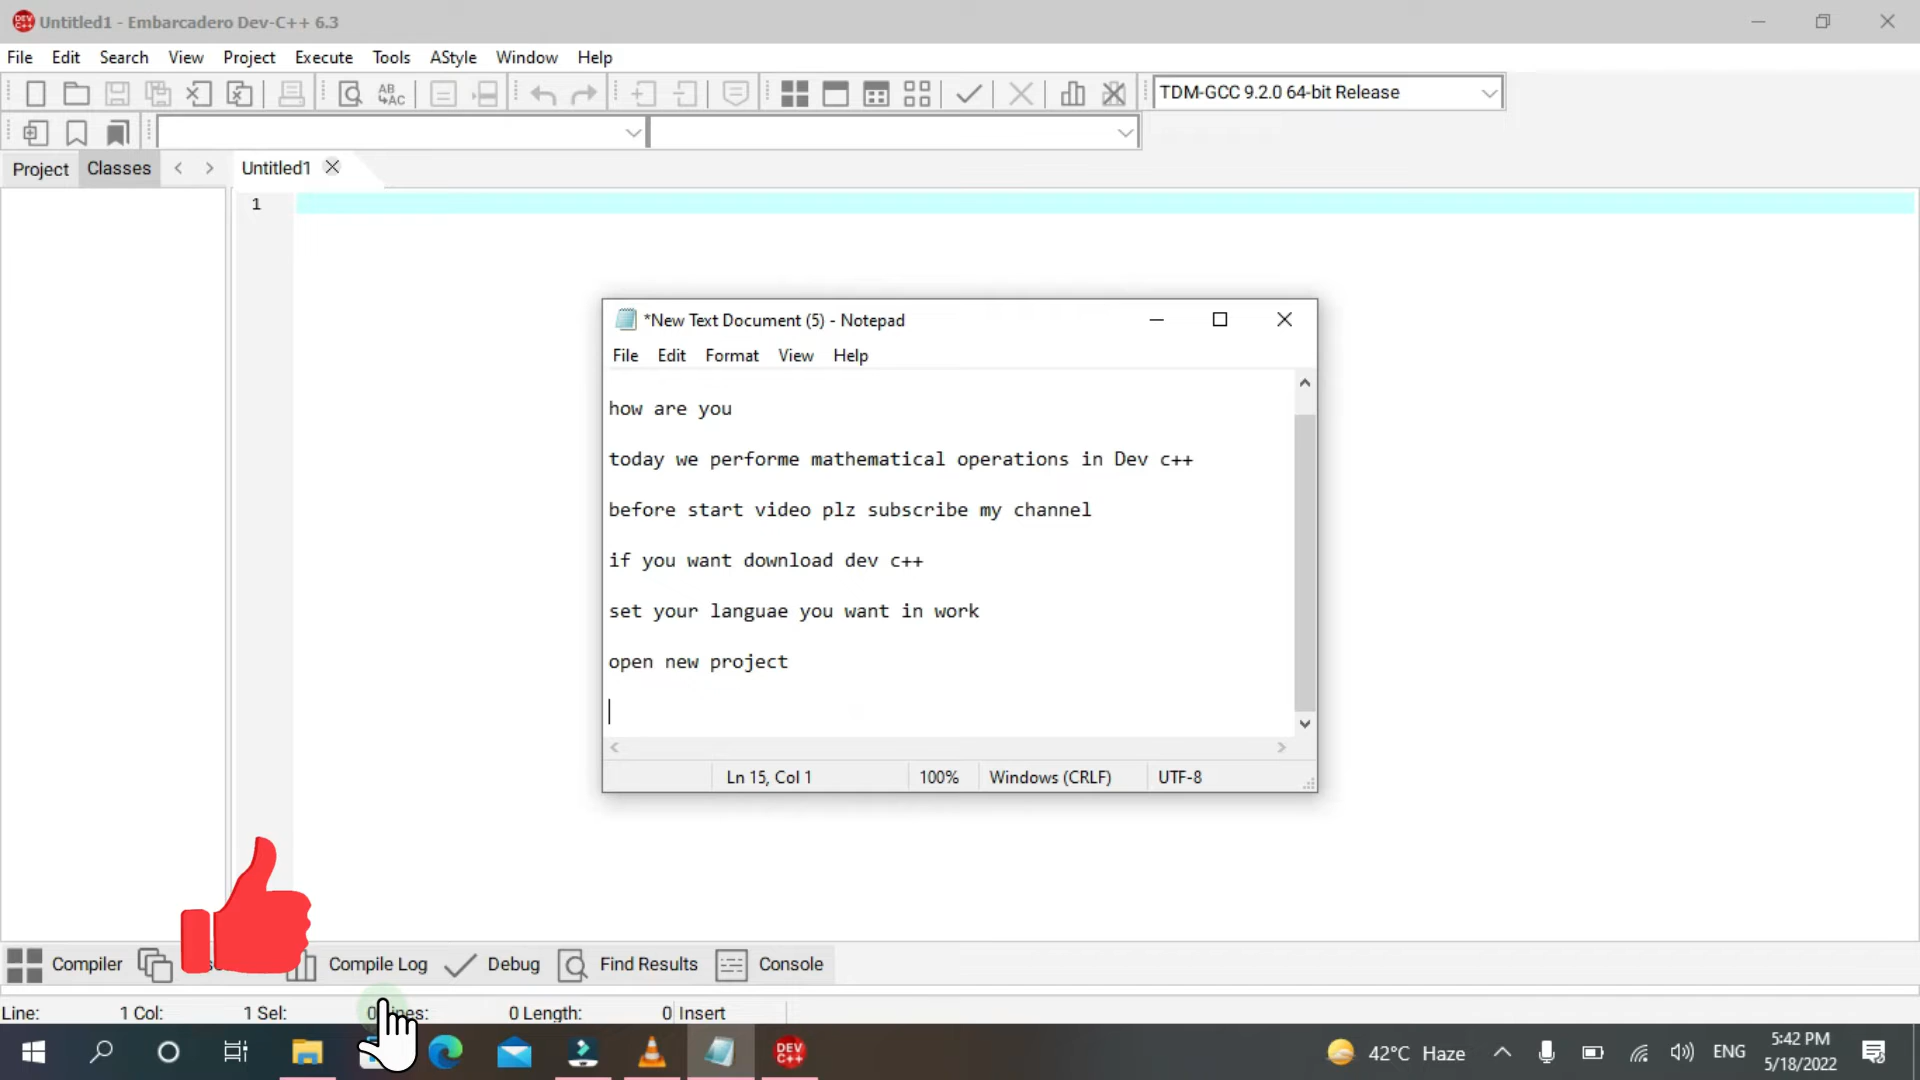 DEV C++ Untitled1 - Embarcadero Dev-C++ 6.3
File Edit Search View Project Execute Tools AStyle Window Help
AB AC TDM-GCC 9.2.0 64-bit Release
Project Classes Untitled1
1
*New Text Document (5) - Notepad
File Edit Format View Help
how are you
today we performe mathematical operations in Dev c++
before start video plz subscribe my channel
if you want download dev c++
set your languae you want in work
open new project
Ln 15, Col 1 100% Windows (CRLF) UTF-8
Compiler Compile Log Debug Find Results Console
Line: 1 Col: 1 Sel: 0 0 Length: 0 Insert
DEV C++ 42°C Haze ENG 5:42 PM
5/18/2022